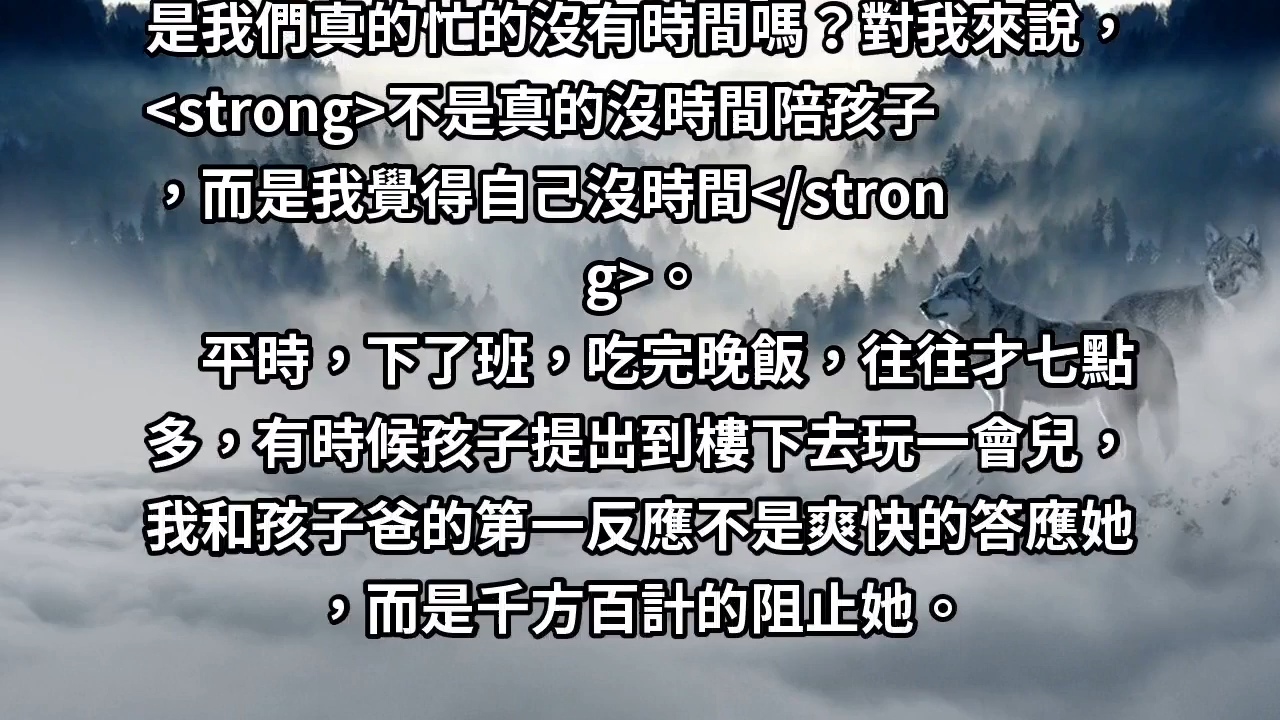 是我們真的忙的沒有時間嗎？對我來說，
<strong>不是真的沒時間陪孩子
，而是我覺得自己沒時間</stron
g>。
平時，下了班，吃完晚飯，往往才七點
多，有時候孩子提出到樓下去玩一會兒，
我和孩子爸的第一反應不是爽快的答應她
，而是千方百計的阻止她。